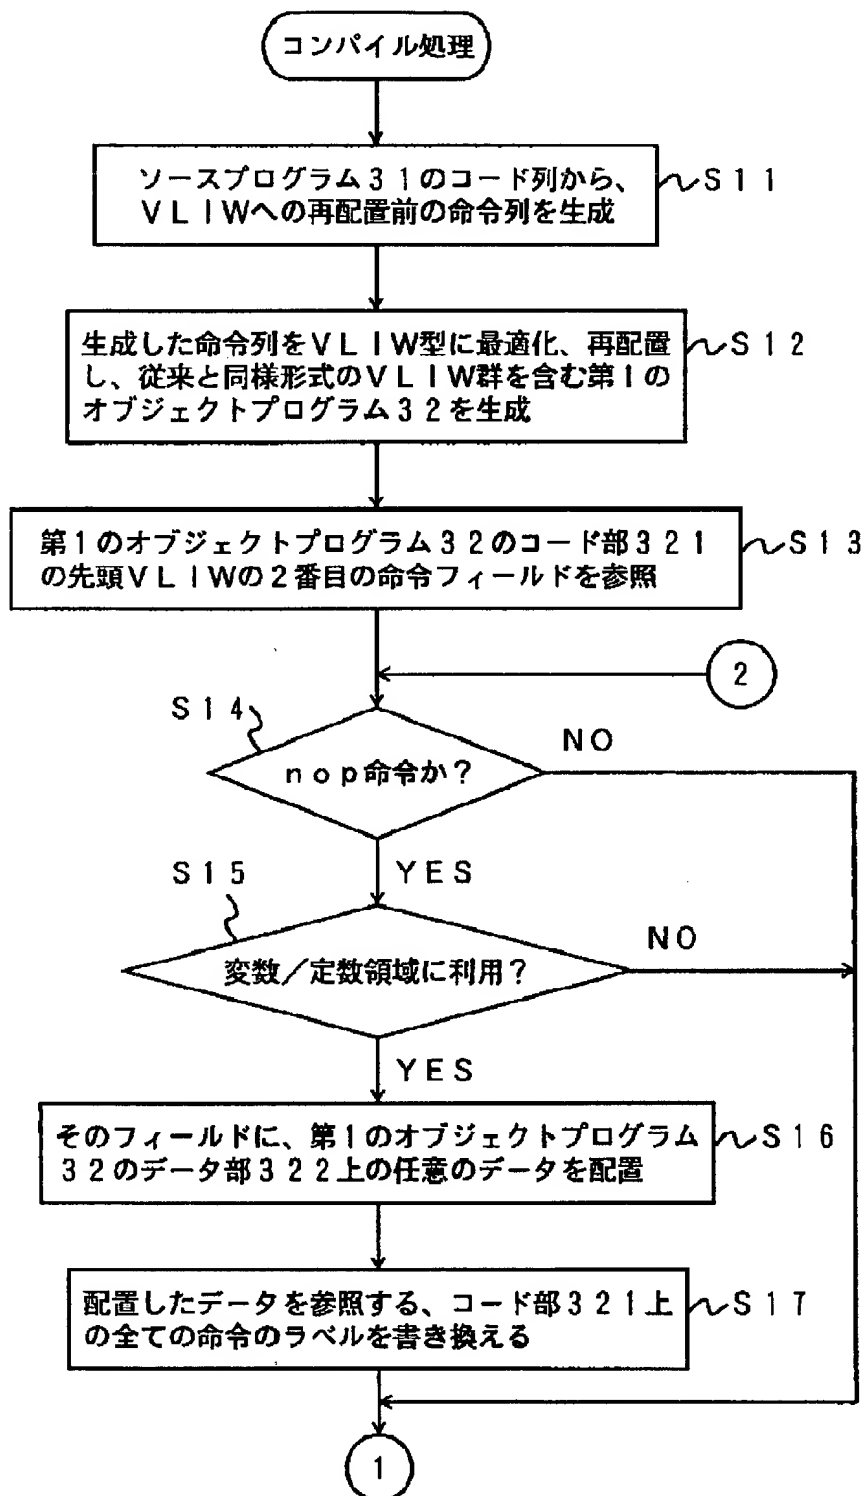 コンパイル処理
ソースプログラム31のコード列から、
VLIWへの再配置前の命令列を生成
S11
生成した命令列をVLIW型に最適化、再配置
し、従来と同様形式のVLIW群を含む第1の
オブジェクトプログラム32を生成
S12
第1のオブジェクトプログラム32のコード部321
の先頭VLIWの2番目の命令フィールドを参照
S13
2
S14
nop命令か?
NO
YES
S15
変数/定数領域に利用?
NO
YES
そのフィールドに、第1のオブジェクトプログラム
32のデータ部322上の任意のデータを配置
S16
配置したデータを参照する、コード部321上
の全ての命令のラベルを書き換える
S17
1